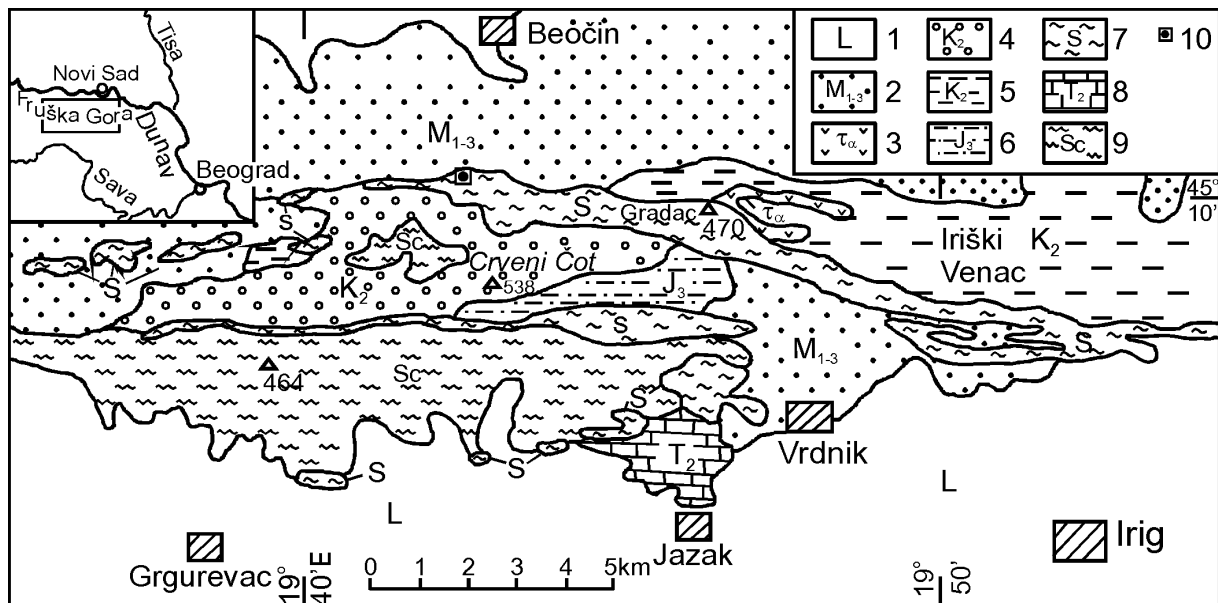 Tisa
Novi Sad
Fruška Gora
Dunav
Beograd
Sava
Beočin
L 1
K₂ 4
S 7
10
M₁₋₃ 2
K₂ 5
T₂ 8
τα 3
J₃ 6
Sc 9
M₁₋₃
45°
10'
S
S
Gradac
470
τα
Iriški K₂
Venac
Sc
Crveni Čot
538
S
K₂
J₃
S
M₁₋₃
S
464
Sc
S
T₂
Vrdnik
S
S
L
L
Grgurevac
Jazak
Irig
19°
40'E
0 1 2 3 4 5km
19°
50'